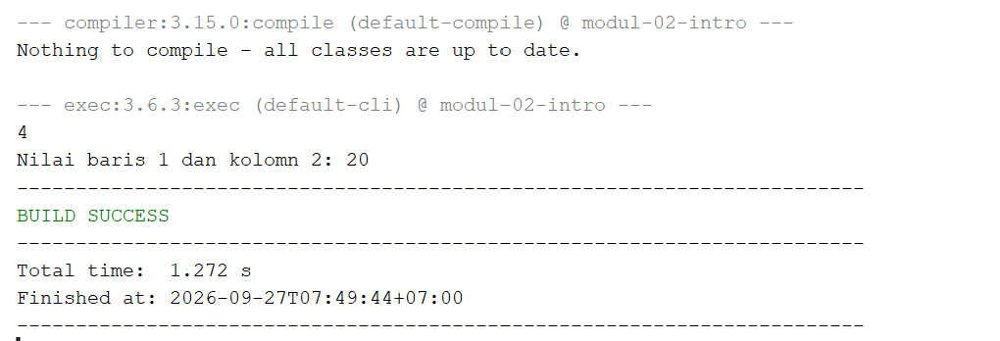 --- compiler:3.15.0:compile (default-compile) @ modul-02-intro ---
Nothing to compile - all classes are up to date.
--- exec:3.6.3:exec (default-cli) @ modul-02-intro ---
4
Nilai baris 1 dan kolomn 2: 20
------------------------------------------------------------------------
BUILD SUCCESS
------------------------------------------------------------------------
Total time:  1.272 s
Finished at: 2026-09-27T07:49:44+07:00
------------------------------------------------------------------------